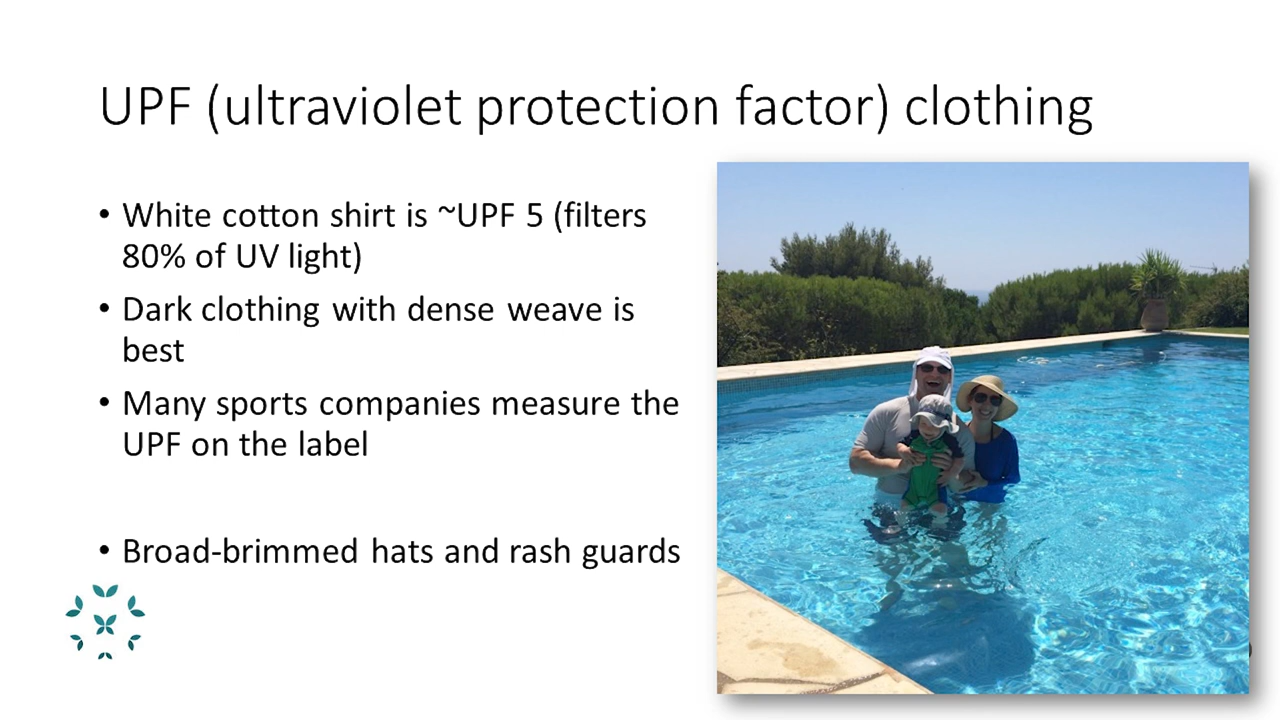 UPF (ultraviolet protection factor) clothing
• White cotton shirt is ~UPF 5 (filters
80% of UV light)
• Dark clothing with dense weave is
best
• Many sports companies measure the
UPF on the label
• Broad-brimmed hats and rash guards